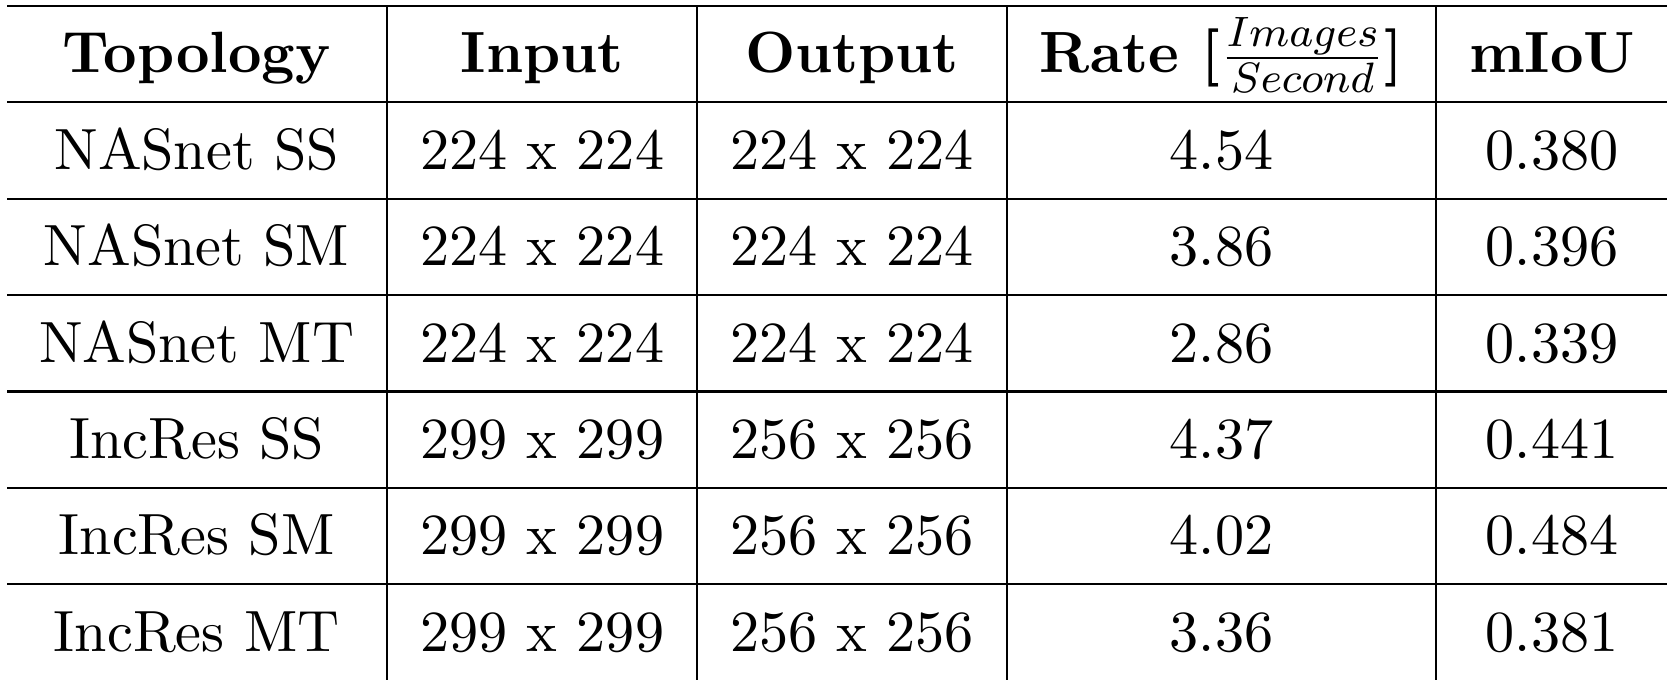 Topology Input Output Rate [Images/Second] mIoU
NASnet SS 224 x 224 224 x 224 4.54 0.380
NASnet SM 224 x 224 224 x 224 3.86 0.396
NASnet MT 224 x 224 224 x 224 2.86 0.339
IncRes SS 299 x 299 256 x 256 4.37 0.441
IncRes SM 299 x 299 256 x 256 4.02 0.484
IncRes MT 299 x 299 256 x 256 3.36 0.381